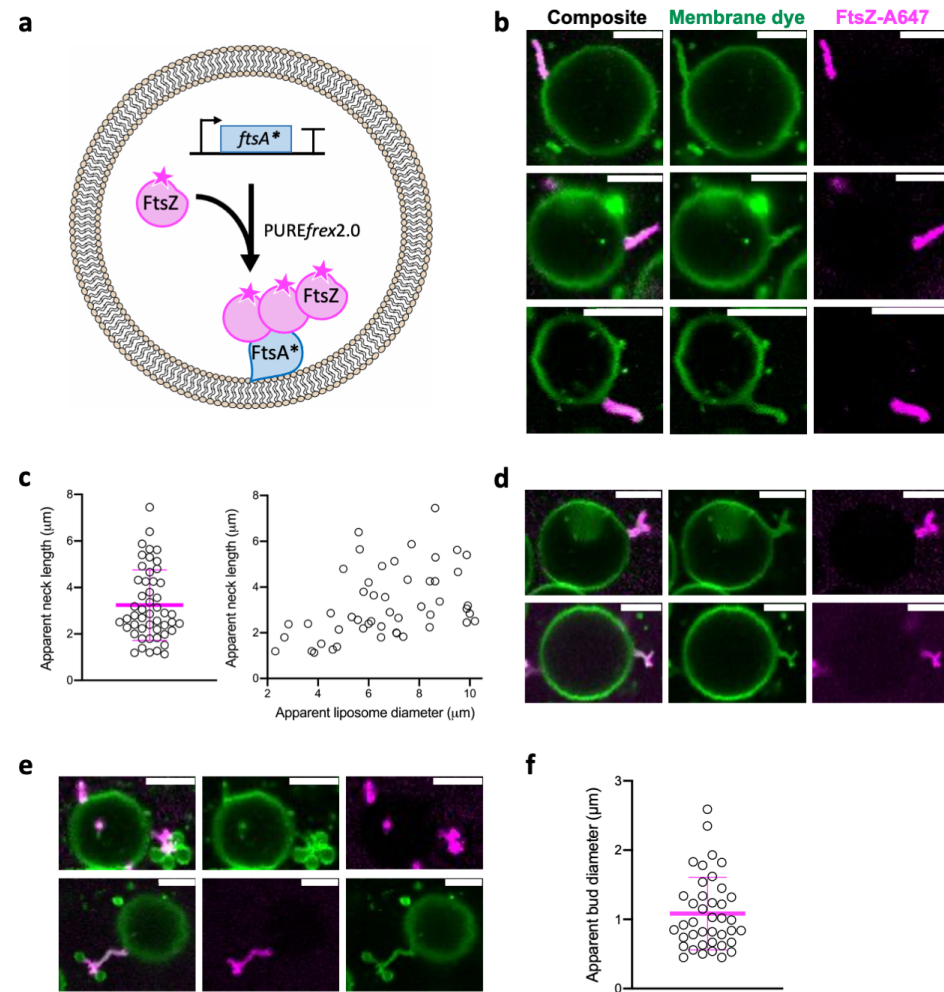 a
ftsA*
FtsZ
PUREfrex2.0
FtsZ
FtsA*
b
Composite Membrane dye FtsZ-A647
c
Apparent neck length (μm)
8
6
4
2
0
Apparent neck length (μm)
8
6
4
2
0
2 4 6 8 10
Apparent liposome diameter (μm)
d
e
f
Apparent bud diameter (μm)
3
2
1
0